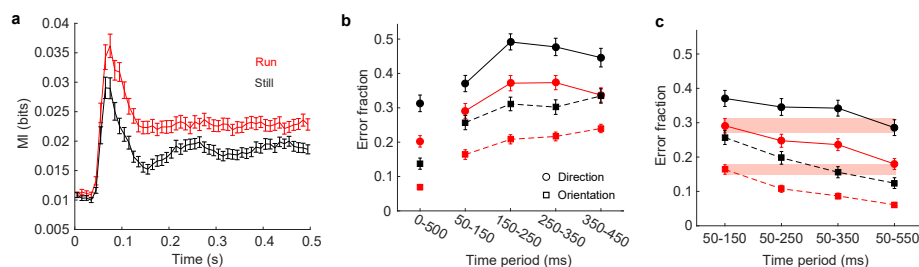 a
0.04
0.035
0.03
0.025
0.02
0.015
0.01
0.005
MI (bits)
Run
Still
0
0.1
0.2
0.3
0.4
0.5
Time (s)
b
0.5
0.4
0.3
0.2
0.1
0
Error fraction
Direction
Orientation
0-500
50-150
150-250
250-350
350-450
Time period (ms)
c
0.5
0.4
0.3
0.2
0.1
0
Error fraction
50-150
50-250
50-350
50-550
Time period (ms)